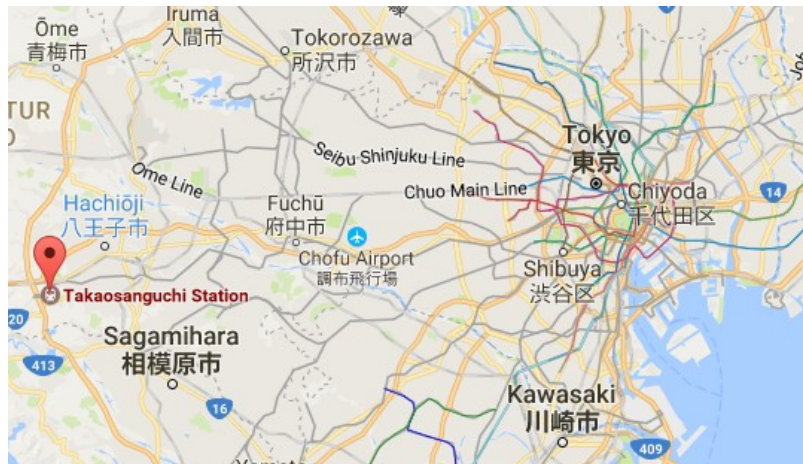 Ōme
青梅市
Iruma
入間市
Tokorozawa
所沢市
TUR
Seibu Shinjuku Line
Tokyo
東京
Ome Line
Chuo Main Line
Chiyoda
千代田区
14
Hachiōji
八王子市
Fuchū
府中市
Chofu Airport
調布飛行場
Shibuya
渋谷区
Takaosanguchi Station
20
Sagamihara
相模原市
413
16
Kawasaki
川崎市
409